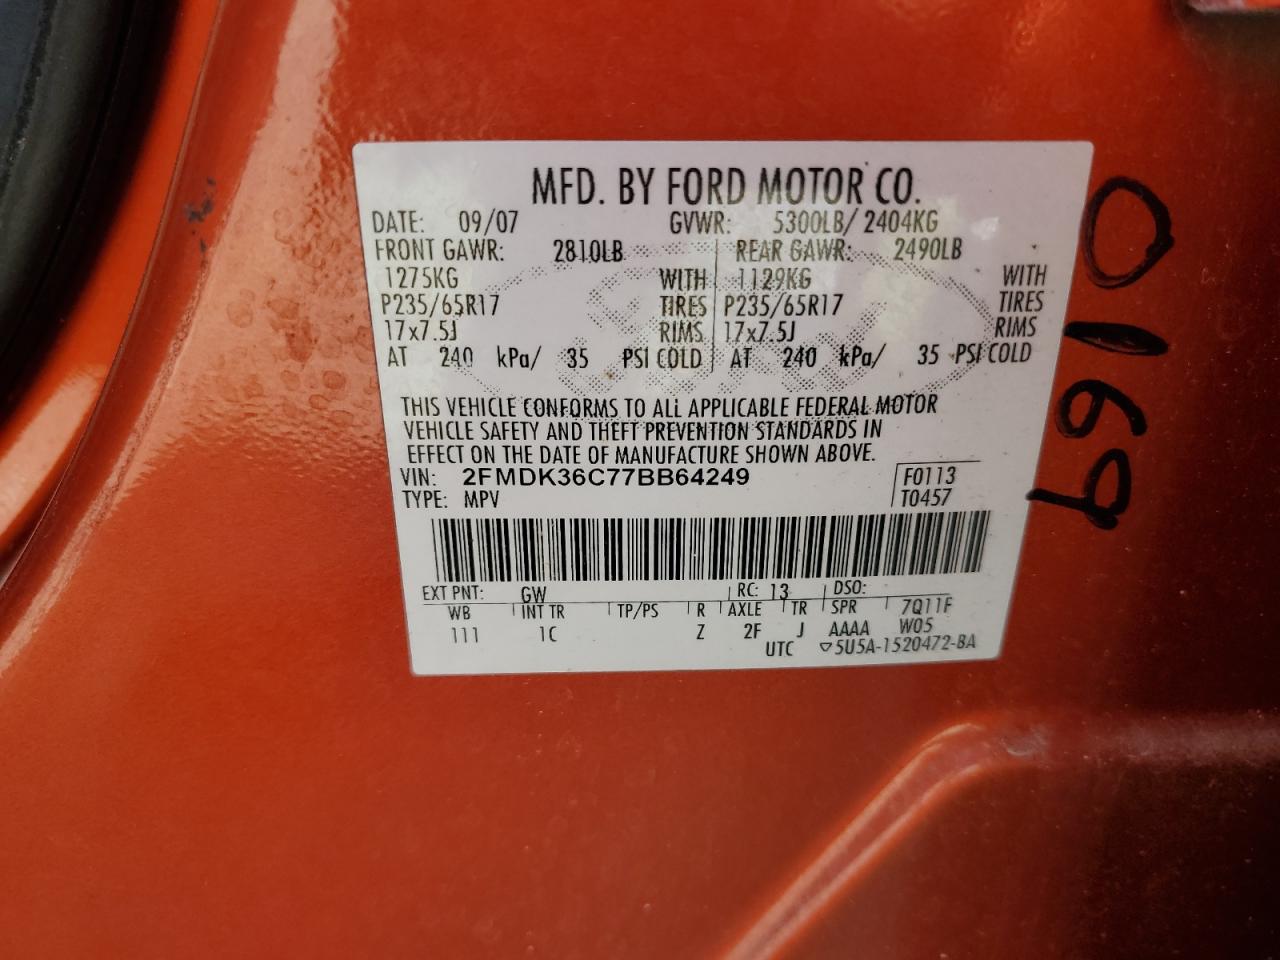 MFD. BY FORD MOTOR CO.
DATE: 09/07 GVWR: 5300LB/ 2404KG
FRONT GAWR: 2810LB REAR GAWR: 2490LB
1275KG WITH 1129KG WITH
P235/65R17 TIRES P235/65R17 TIRES
17x7.5J RIMS 17x7.5J RIMS
AT 240 kPa/ 35 PSI COLD AT 240 kPa/ 35 PSI COLD
THIS VEHICLE CONFORMS TO ALL APPLICABLE FEDERAL MOTOR
VEHICLE SAFETY AND THEFT PREVENTION STANDARDS IN
EFFECT ON THE DATE OF MANUFACTURE SHOWN ABOVE.
VIN: 2FMDK36C77BB64249 F0113
TYPE: MPV T0457
EXT PNT: GW RC: 13 DSO:
WB INT TR TP/PS R AXLE TR SPR 7Q11F
111 1C Z 2F J AAAA W05
UTC ▽5U5A-1520472-BA
0169